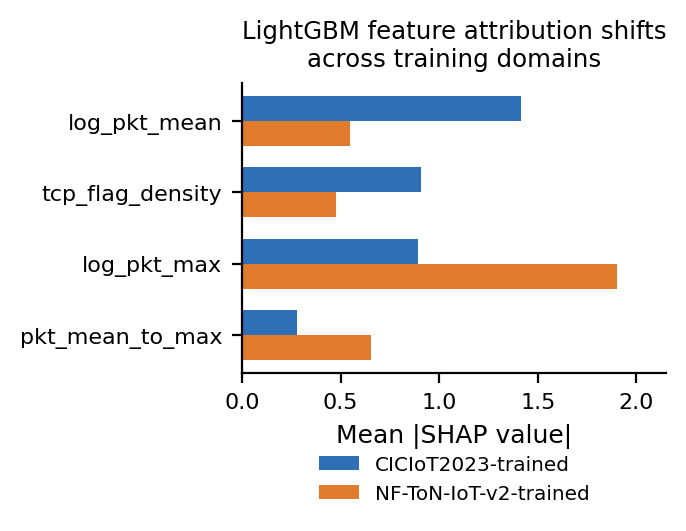 LightGBM feature attribution shifts
across training domains
log_pkt_mean
tcp_flag_density
log_pkt_max
pkt_mean_to_max
0.0 0.5 1.0 1.5 2.0
Mean |SHAP value|
CICIoT2023-trained
NF-ToN-IoT-v2-trained